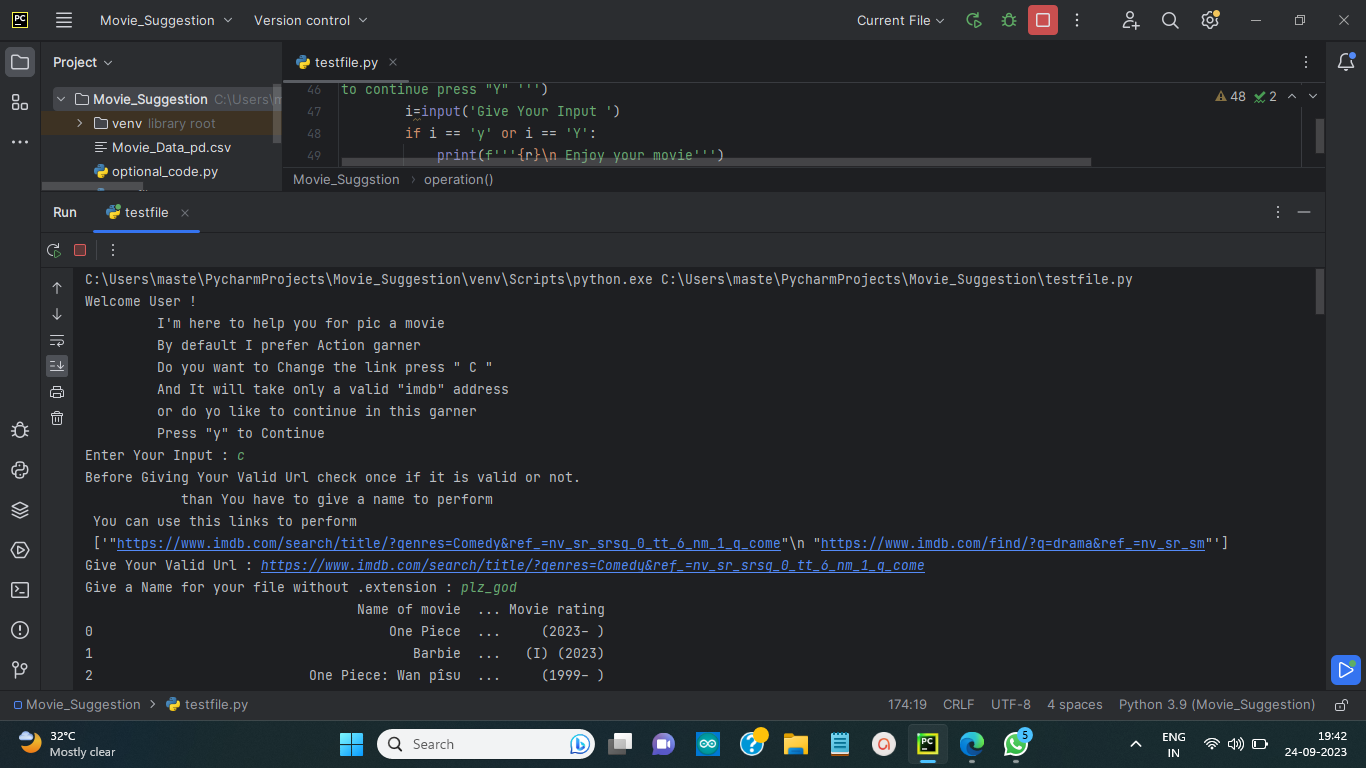 Movie_Suggestion
Version control
Current File
Project
testfile.py
Movie_Suggestion C:\Users\m
venv library root
Movie_Data_pd.csv
optional_code.py
46 to continue press "Y" ''')
47 i=input('Give Your Input ')
48 if i == 'y' or i == 'Y':
49 print(f'''{r}\n Enjoy your movie''')
48 2
Movie_Suggstion > operation()
Run testfile
C:\Users\maste\PycharmProjects\Movie_Suggestion\venv\Scripts\python.exe C:\Users\maste\PycharmProjects\Movie_Suggestion\testfile.py
Welcome User !
I'm here to help you for pic a movie
By default I prefer Action garner
Do you want to Change the link press " C "
And It will take only a valid "imdb" address
or do yo like to continue in this garner
Press "y" to Continue
Enter Your Input : c
Before Giving Your Valid Url check once if it is valid or not.
than You have to give a name to perform
You can use this links to perform
['"https://www.imdb.com/search/title/?genres=Comedy&ref_=nv_sr_srsg_0_tt_6_nm_1_q_come"\n "https://www.imdb.com/find/?q=drama&ref_=nv_sr_sm"']
Give Your Valid Url : https://www.imdb.com/search/title/?genres=Comedy&ref_=nv_sr_srsg_0_tt_6_nm_1_q_come
Give a Name for your file without .extension : plz_god
Name of movie ... Movie rating
0 One Piece ... (2023– )
1 Barbie ... (I) (2023)
2 One Piece: Wan pîsu ... (1999– )
Movie_Suggestion > testfile.py
174:19 CRLF UTF-8 4 spaces Python 3.9 (Movie_Suggestion)
32°C
Mostly clear
Search
PC
5
ENG
IN
19:42
24-09-2023